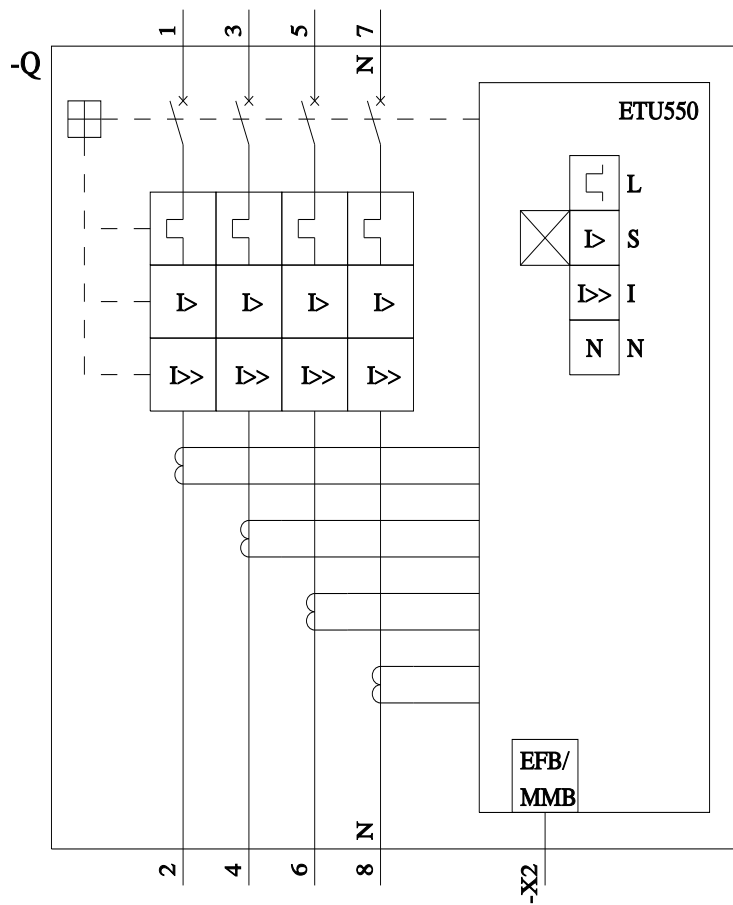 1 3 5 7
-Q
N
ETU550
L
I> S
I>> I
N N
I> I> I> I>
I>> I>> I>> I>>
EFB/
MMB
N
2 4 6 8
-X2